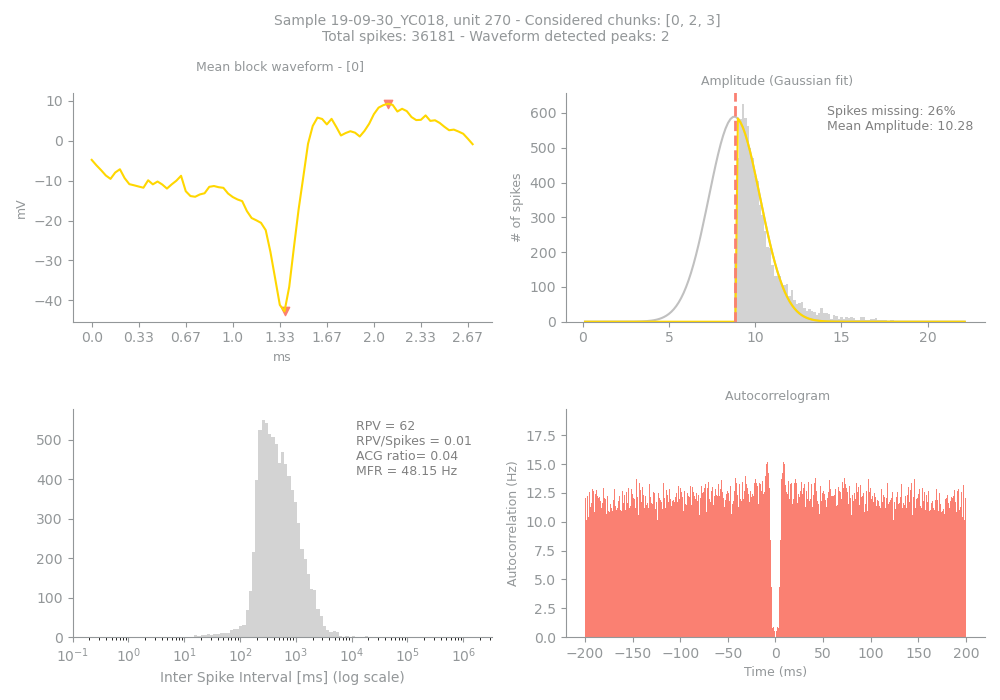 Sample 19-09-30_YC018, unit 270 - Considered chunks: [0, 2, 3]
Total spikes: 36181 - Waveform detected peaks: 2
Mean block waveform - [0]
10
0
−10
−20
−30
−40
mV
0.0 0.33 0.67 1.0 1.33 1.67 2.0 2.33 2.67
ms
Amplitude (Gaussian fit)
Spikes missing: 26%
Mean Amplitude: 10.28
600
500
400
300
200
100
0
# of spikes
0 5 10 15 20
RPV = 62
RPV/Spikes = 0.01
ACG ratio= 0.04
MFR = 48.15 Hz
500
400
300
200
100
0
10⁻¹ 10⁰ 10¹ 10² 10³ 10⁴ 10⁵ 10⁶
Inter Spike Interval [ms] (log scale)
Autocorrelogram
17.5
15.0
12.5
10.0
7.5
5.0
2.5
0.0
Autocorrelation (Hz)
−200 −150 −100 −50 0 50 100 150 200
Time (ms)